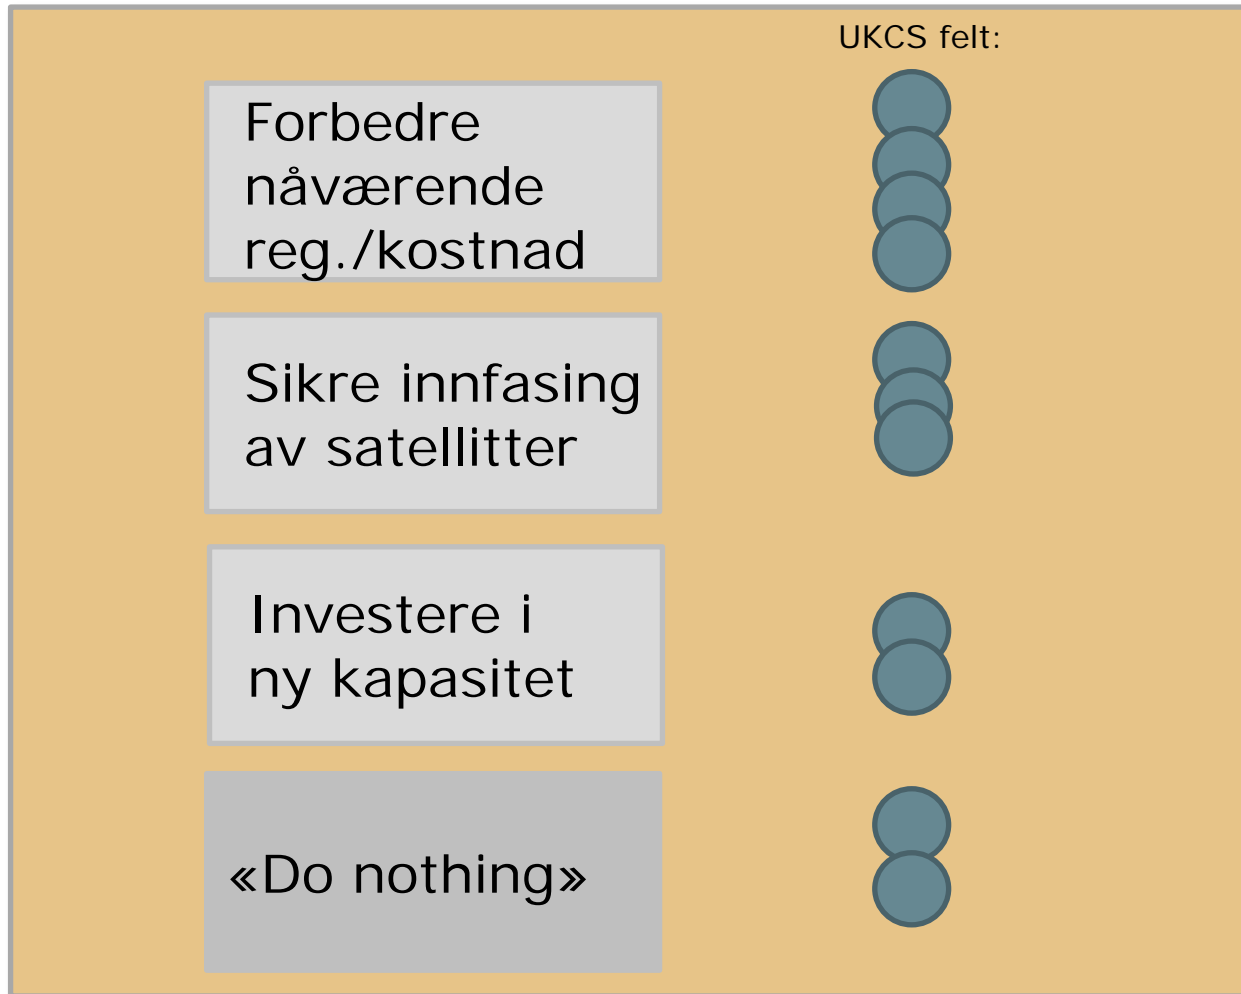 UKCS felt:
Forbedre
nåværende
reg./kostnad
Sikre innfasing
av satellitter
Investere i
ny kapasitet
«Do nothing»